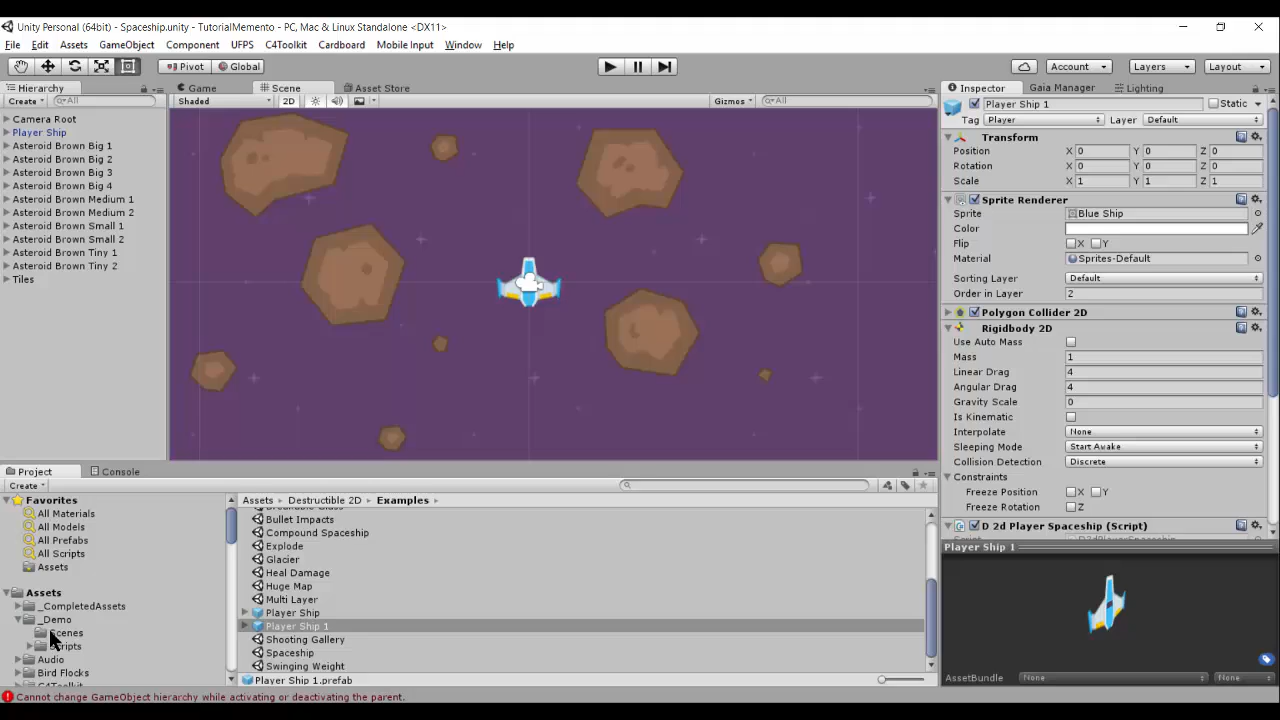 Unity Personal (64bit) - Spaceship.unity - TutorialMemento - PC, Mac & Linux Standalone <DX11>
File Edit Assets GameObject Component UFPS C4Toolkit Cardboard Mobile Input Window Help
Pivot Global Account Layers Layout
Hierarchy Game Scene Asset Store Inspector Gaia Manager Lighting
Create All Shaded 2D Gizmos All Player Ship 1 Static
Tag Player Layer Default
Camera Root
Player Ship
Asteroid Brown Big 1
Asteroid Brown Big 2
Asteroid Brown Big 3
Asteroid Brown Big 4
Asteroid Brown Medium 1
Asteroid Brown Medium 2
Asteroid Brown Small 1
Asteroid Brown Small 2
Asteroid Brown Tiny 1
Asteroid Brown Tiny 2
Tiles
Transform
Position X 0 Y 0 Z 0
Rotation X 0 Y 0 Z 0
Scale X 1 Y 1 Z 1
Sprite Renderer
Sprite Blue Ship
Color
Flip X Y
Material Sprites-Default
Sorting Layer Default
Order in Layer 2
Polygon Collider 2D
Rigidbody 2D
Use Auto Mass
Mass 1
Linear Drag 4
Angular Drag 4
Gravity Scale 0
Is Kinematic
Interpolate None
Sleeping Mode Start Awake
Collision Detection Discrete
Constraints
Freeze Position X Y
Freeze Rotation Z
D 2d Player Spaceship (Script)
Project Console
Create
Favorites
All Materials
All Models
All Prefabs
All Scripts
Assets
Assets
_CompletedAssets
_Demo
Scenes
Scripts
Audio
Bird Flocks
C4Toolkit
Assets Destructible 2D Examples
Bullet Impacts
Compound Spaceship
Explode
Glacier
Heal Damage
Huge Map
Multi Layer
Player Ship
Player Ship 1
Shooting Gallery
Spaceship
Swinging Weight
Player Ship 1.prefab
Player Ship 1
AssetBundle None None
Cannot change GameObject hierarchy while activating or deactivating the parent.